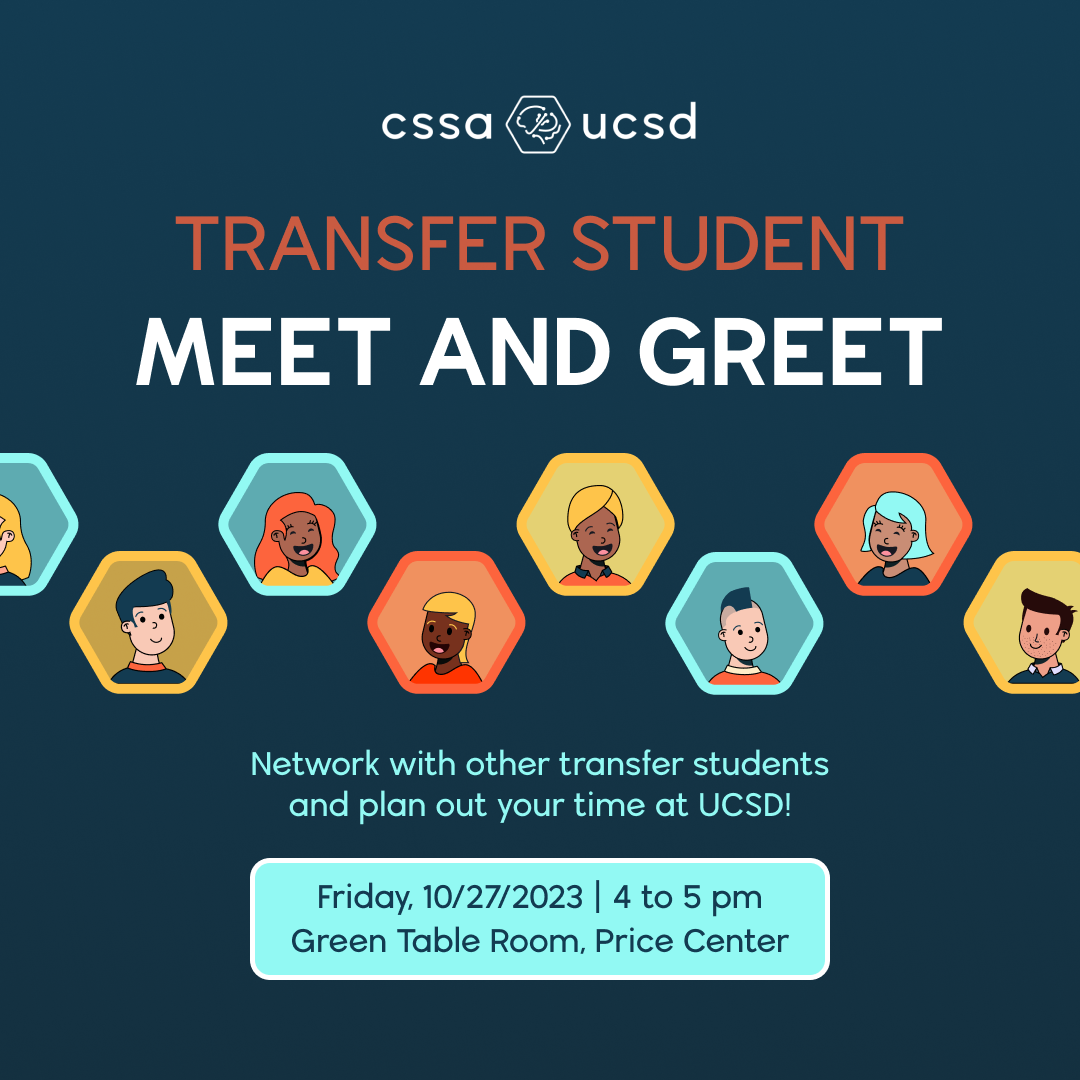 cssa ucsd
TRANSFER STUDENT
MEET AND GREET
Network with other transfer students
and plan out your time at UCSD!
Friday, 10/27/2023 | 4 to 5 pm
Green Table Room, Price Center